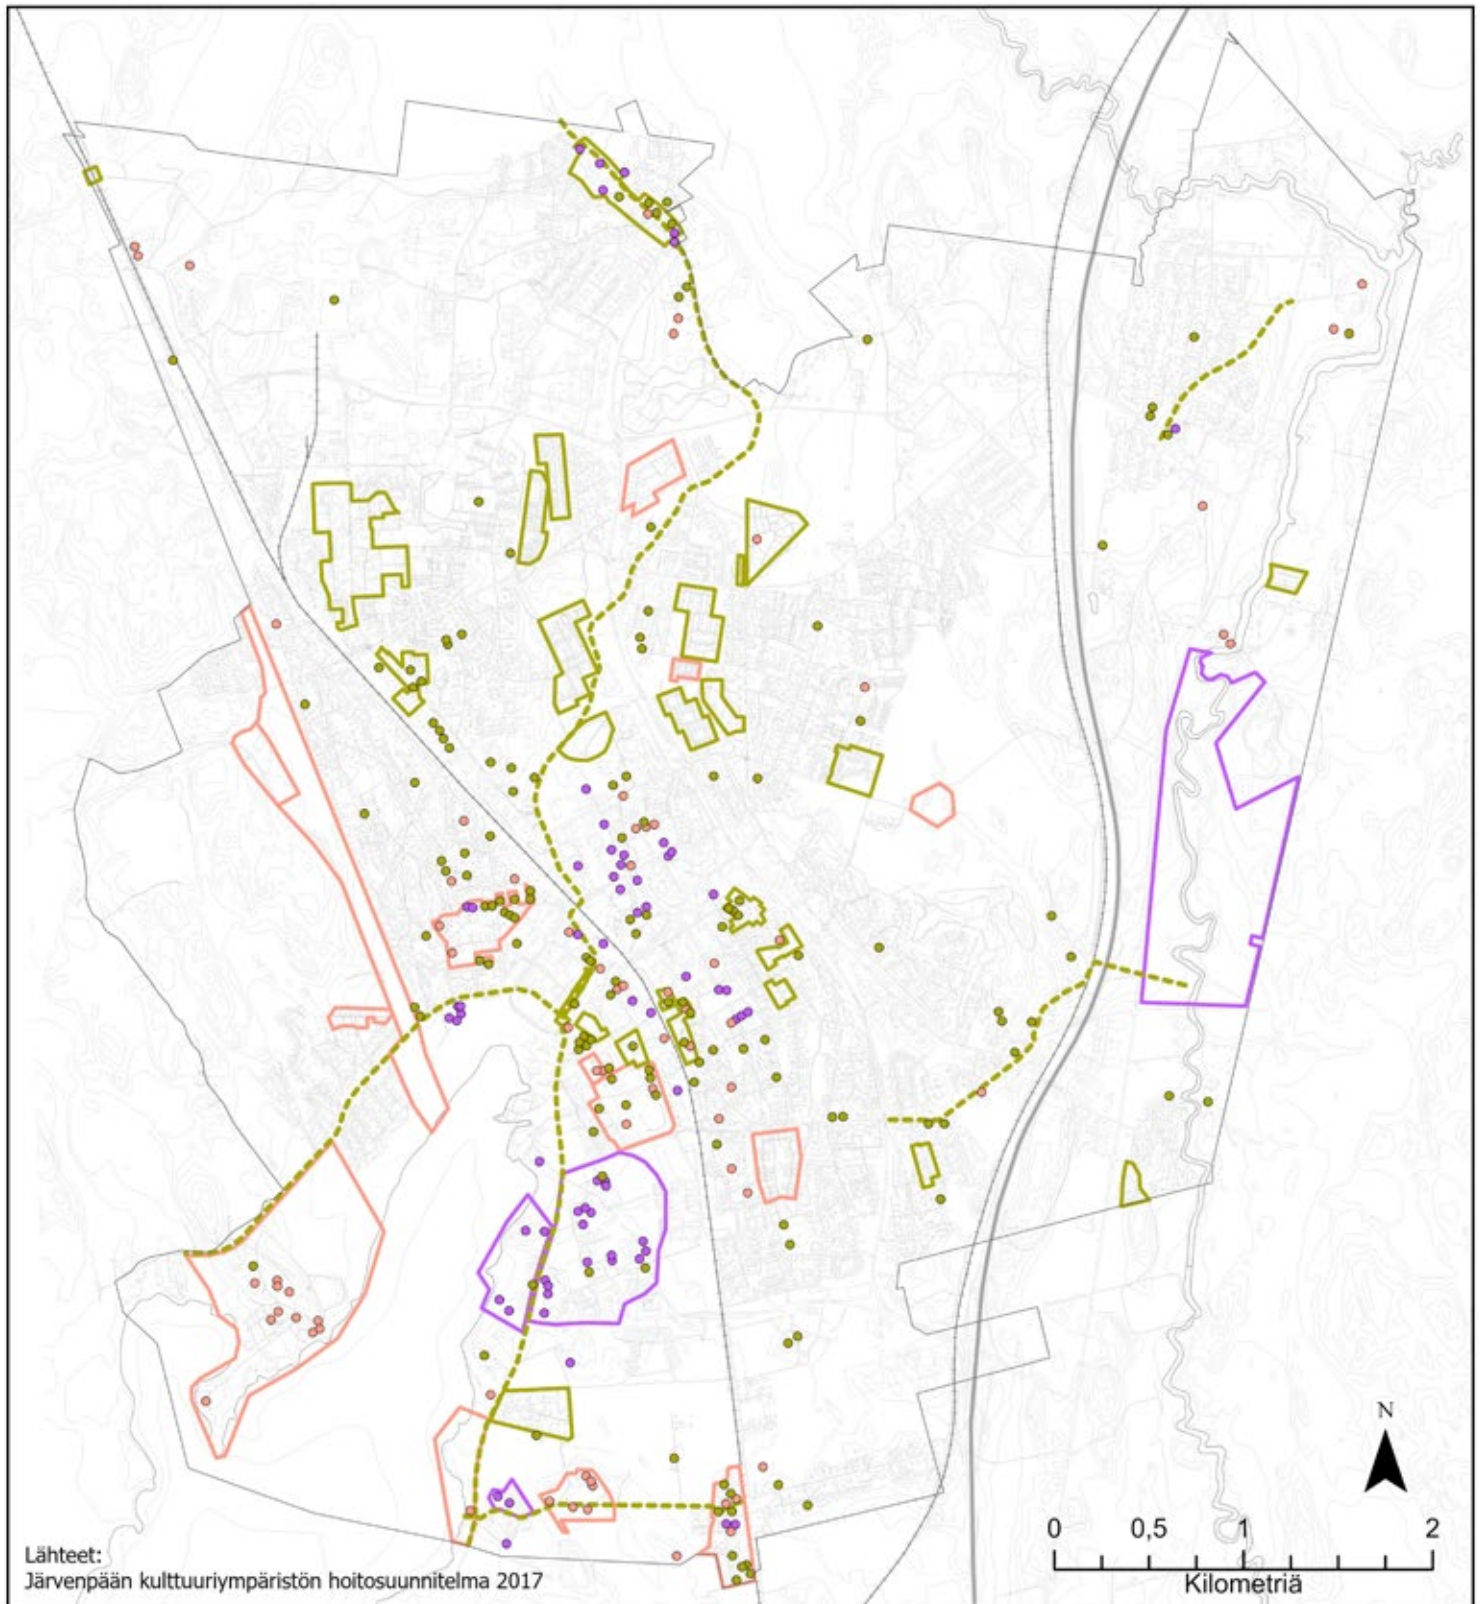 N
0 0,5 1 2
Kilometriä
Lähteet:
Järvenpään kulttuuriympäristön hoitosuunnitelma 2017